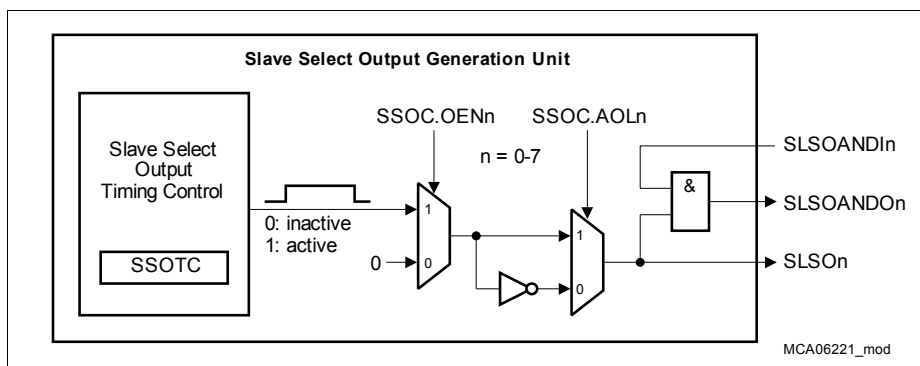 Slave Select Output Generation Unit
SSOC.OENn
SSOC.AOLn
n = 0-7
Slave Select
Output
Timing Control
SSOTC
0: inactive
1: active
0
1
0
1
0
&
SLSOANDIn
SLSOANDOn
SLSOn
MCA06221_mod